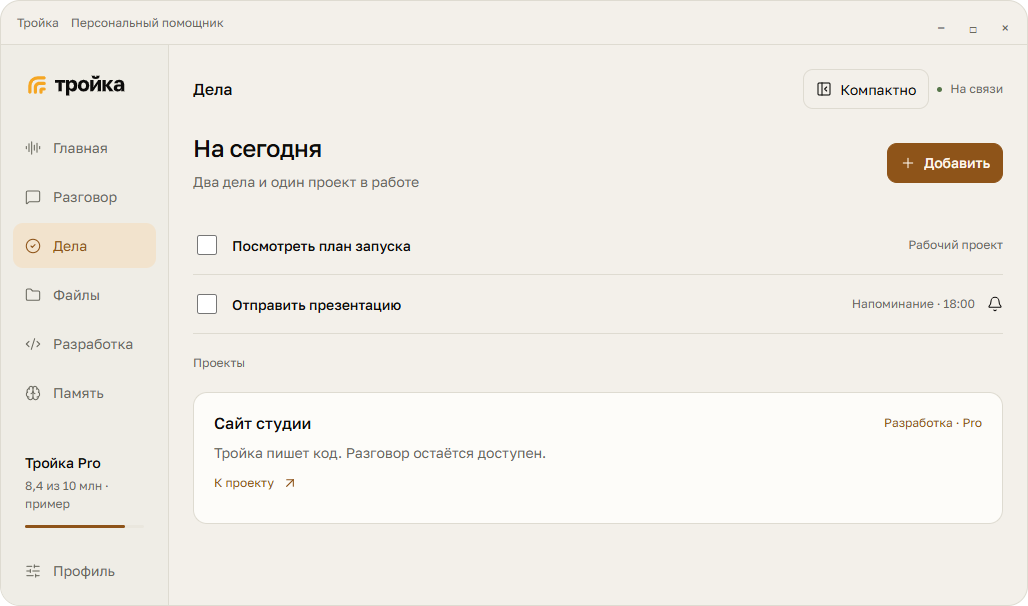 Тройка Персональный помощник
тройка
Главная
Разговор
Дела
Файлы
Разработка
Память
Тройка Pro
8,4 из 10 млн ·
пример
Профиль
Дела
Компактно
На связи
На сегодня
Два дела и один проект в работе
Добавить
Посмотреть план запуска
Рабочий проект
Отправить презентацию
Напоминание · 18:00
Проекты
Сайт студии
Разработка · Pro
Тройка пишет код. Разговор остаётся доступен.
К проекту